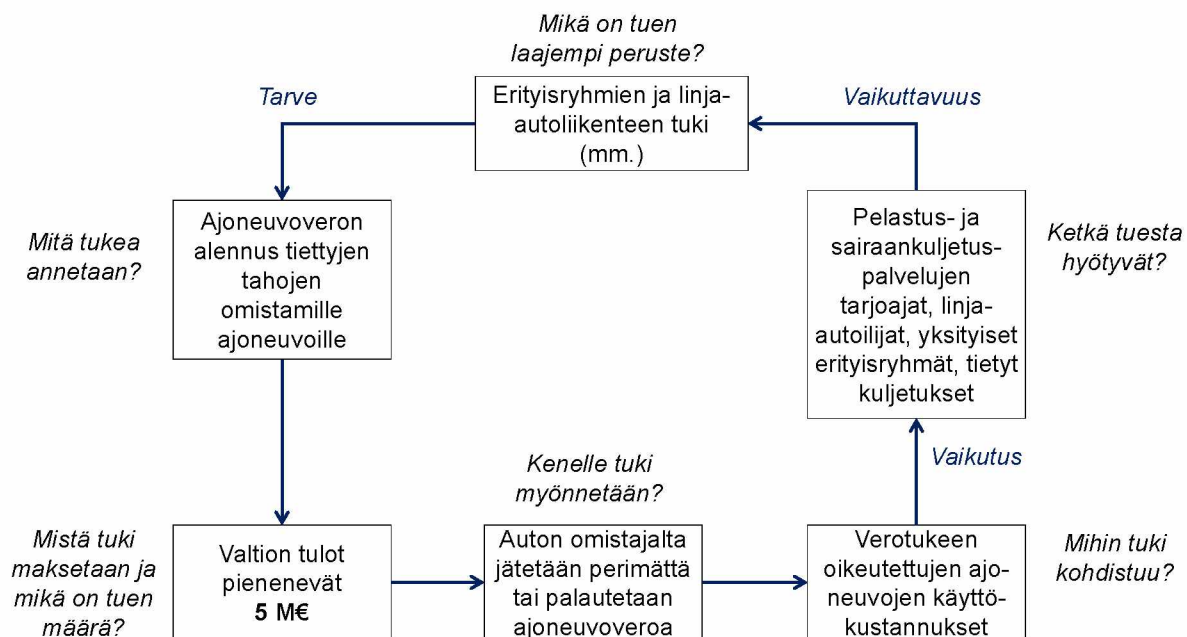 Mikä on tuen
laajempi peruste?
Tarve
Erityisryhmien ja linja-
autoliikenteen tuki
(mm.)
Vaikuttavuus
Mitä tukea
annetaan?
Ajoneuvoveron
alennus tiettyjen
tahojen
omistamille
ajoneuvoille
Pelastus- ja
sairaankuljetus-
palvelujen
tarjoajat, linja-
autoilijat, yksityiset
erityisryhmät, tietyt
kuljetukset
Ketkä tuesta
hyötyvät?
Vaikutus
Kenelle tuki
myönnetään?
Mistä tuki
maksetaan ja
mikä on tuen
määrä?
Valtion tulot
pienenevät
5 M€
Auton omistajalta
jätetään perimättä
tai palautetaan
ajoneuvoveroa
Verotukeen
oikeutettujen ajo-
neuvojen käyttö-
kustannukset
Mihin tuki
kohdistuu?